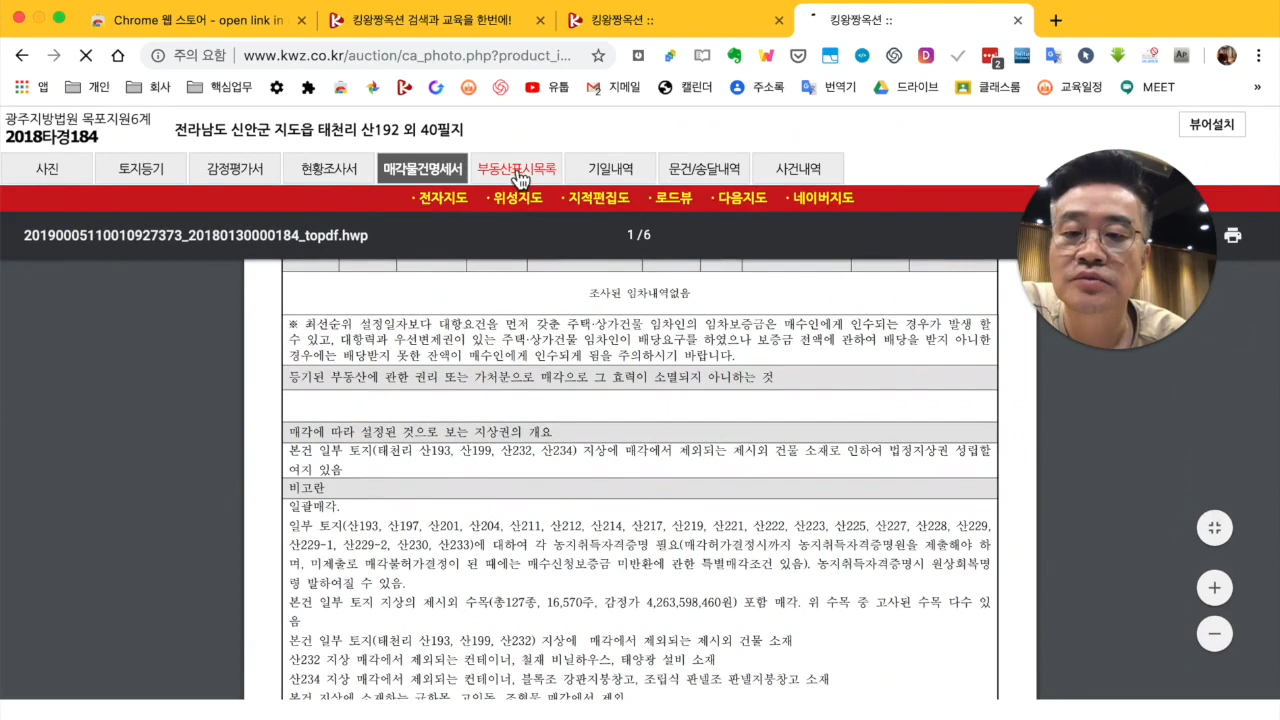 Chrome 웹 스토어 - open link in
킹왕짱옥션 검색과 교육을 한번에!
킹왕짱옥션 ::
킹왕짱옥션 ::
주의 요함
www.kwz.co.kr/auction/ca_photo.php?product_i...
앱 개인 회사 핵심업무 유튭 지메일 캘린더 주소록 번역기 드라이브 클래스룸 교육일정 MEET »
광주지방법원 목포지원6계
2018타경184
전라남도 신안군 지도읍 태천리 산192 외 40필지
뷰어설치
사진 토지등기 감정평가서 현황조사서 매각물건명세서 부동산표시목록 기일내역 문건/송달내역 사건내역
· 전자지도 · 위성지도 · 지적편집도 · 로드뷰 · 다음지도 · 네이버지도
20190005110010927373_20180130000184_topdf.hwp
1 / 6
조사된 임차내역없음
※ 최선순위 설정일자보다 대항요건을 먼저 갖춘 주택·상가건물 임차인의 임차보증금은 매수인에게 인수되는 경우가 발생 할
수 있고, 대항력과 우선변제권이 있는 주택·상가건물 임차인이 배당요구를 하였으나 보증금 전액에 관하여 배당을 받지 아니한
경우에는 배당받지 못한 잔액이 매수인에게 인수되게 됨을 주의하시기 바랍니다.
등기된 부동산에 관한 권리 또는 가처분으로 매각으로 그 효력이 소멸되지 아니하는 것
매각에 따라 설정된 것으로 보는 지상권의 개요
본건 일부 토지(태천리 산193, 산199, 산232, 산234) 지상에 매각에서 제외되는 제시외 건물 소재로 인하여 법정지상권 성립할
여지 있음
비고란
일괄매각.
일부 토지(산193, 산197, 산201, 산204, 산211, 산212, 산214, 산217, 산219, 산221, 산222, 산223, 산225, 산227, 산228, 산229,
산229-1, 산229-2, 산230, 산233)에 대하여 각 농지취득자격증명 필요(매각허가결정시까지 농지취득자격증명원을 제출해야 하
며, 미제출로 매각불허가결정이 된 때에는 매수신청보증금 미반환에 관한 특별매각조건 있음). 농지취득자격증명시 원상회복명
령 발하여질 수 있음.
본건 일부 토지 지상의 제시외 수목(총127종, 16,570주, 감정가 4,263,598,460원) 포함 매각. 위 수목 중 고사된 수목 다수 있
음
본건 일부 토지(태천리 산193, 산199, 산232) 지상에 매각에서 제외되는 제시외 건물 소재
산232 지상 매각에서 제외되는 컨테이너, 철재 비닐하우스, 태양광 설비 소재
산234 지상 매각에서 제외되는 컨테이너, 블록조 강판지붕창고, 조립식 판넬조 판넬지붕창고 소재